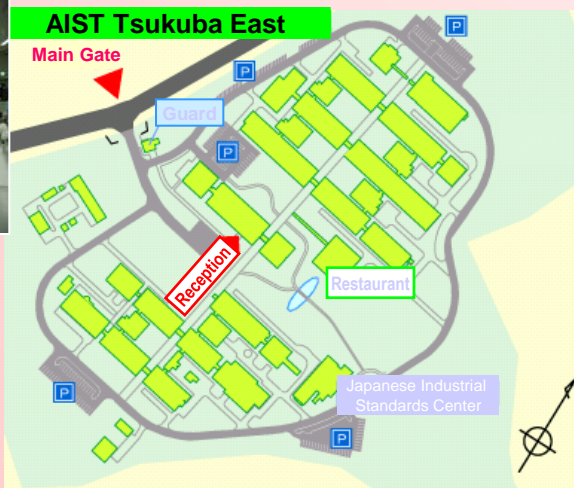 AIST Tsukuba East
Main Gate
P
P
Guard
P
Reception
Restaurant
P
Japanese Industrial
Standards Center
P